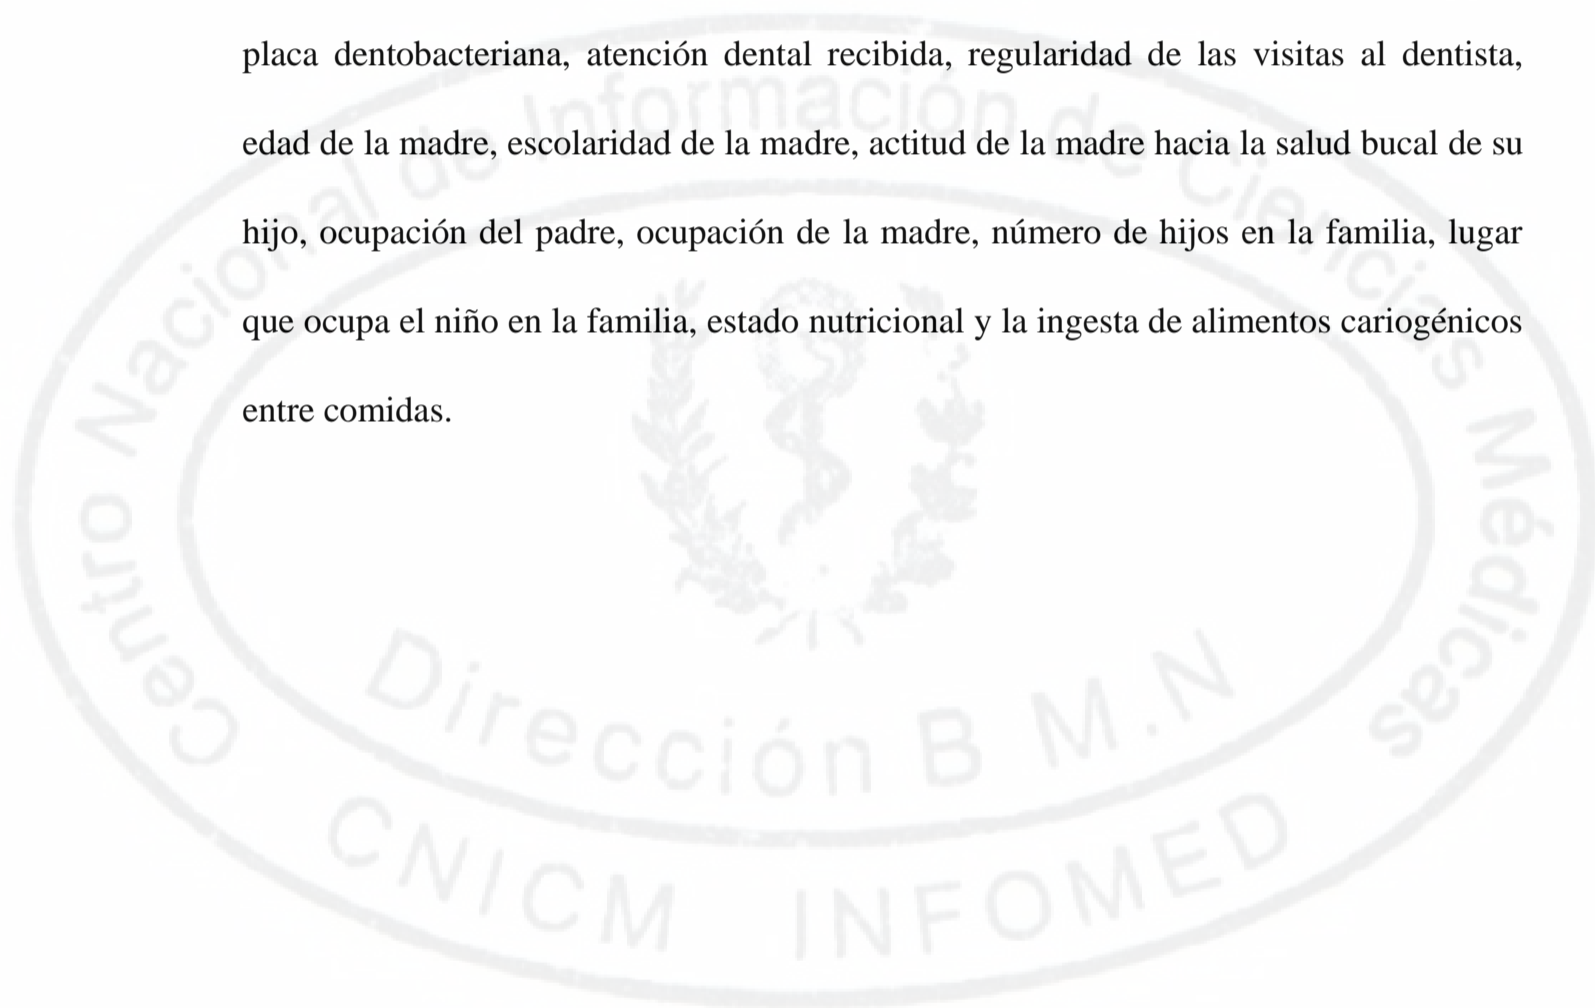 placa dentobacteriana, atención dental recibida, regularidad de las visitas al dentista,
edad de la madre, escolaridad de la madre, actitud de la madre hacia la salud bucal de su
hijo, ocupación del padre, ocupación de la madre, número de hijos en la familia, lugar
que ocupa el niño en la familia, estado nutricional y la ingesta de alimentos cariogénicos
entre comidas.
Centro Nacional de Información de Ciencias Médicas
Dirección B M.N
CNICM INFOMED